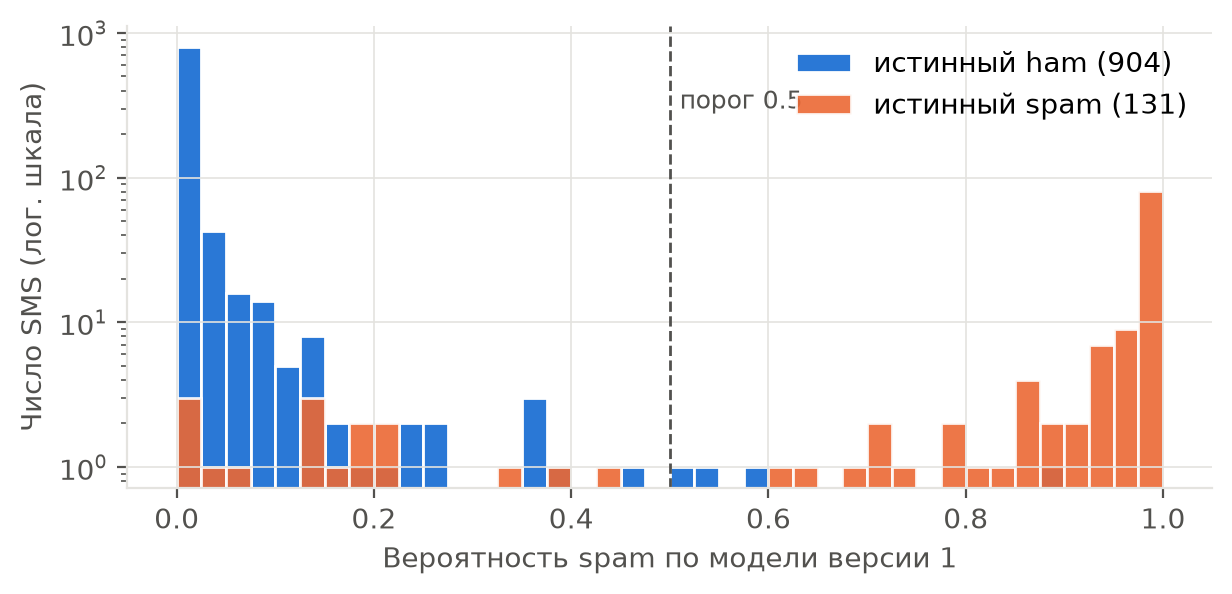 Число SMS (лог. шкала)
10³
10²
10¹
10⁰
порог 0.5
истинный ham (904)
истинный spam (131)
0.0 0.2 0.4 0.6 0.8 1.0
Вероятность spam по модели версии 1